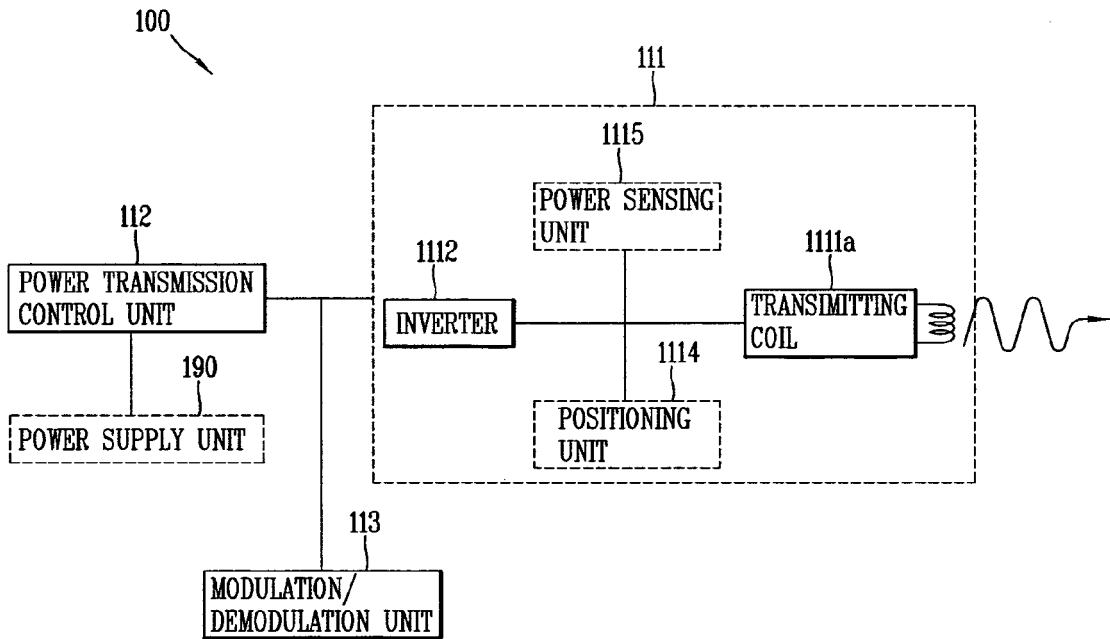 100
111
1115
POWER SENSING
UNIT
112
POWER TRANSMISSION
CONTROL UNIT
1112
INVERTER
1111a
TRANSIMITTING
COIL
190
POWER SUPPLY UNIT
1114
POSITIONING
UNIT
113
MODULATION/
DEMODULATION UNIT